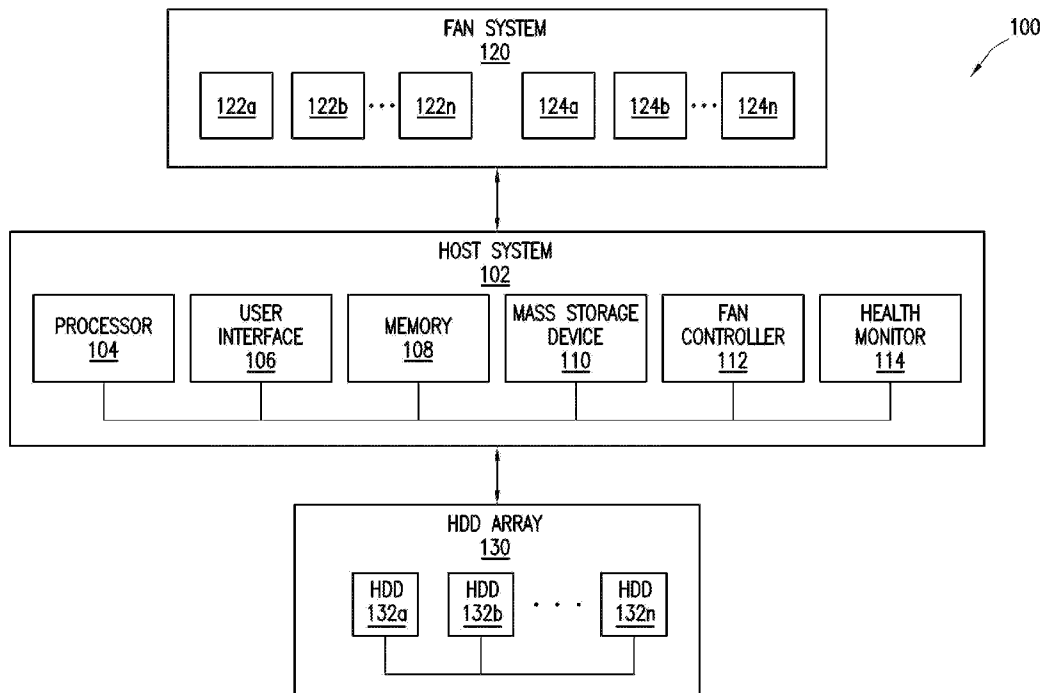 100
FAN SYSTEM
120
122a 122b ... 122n 124a 124b ... 124n
HOST SYSTEM
102
PROCESSOR
104
USER
INTERFACE
106
MEMORY
108
MASS STORAGE
DEVICE
110
FAN
CONTROLLER
112
HEALTH
MONITOR
114
HDD ARRAY
130
HDD
132a
HDD
132b
. . . .
HDD
132n